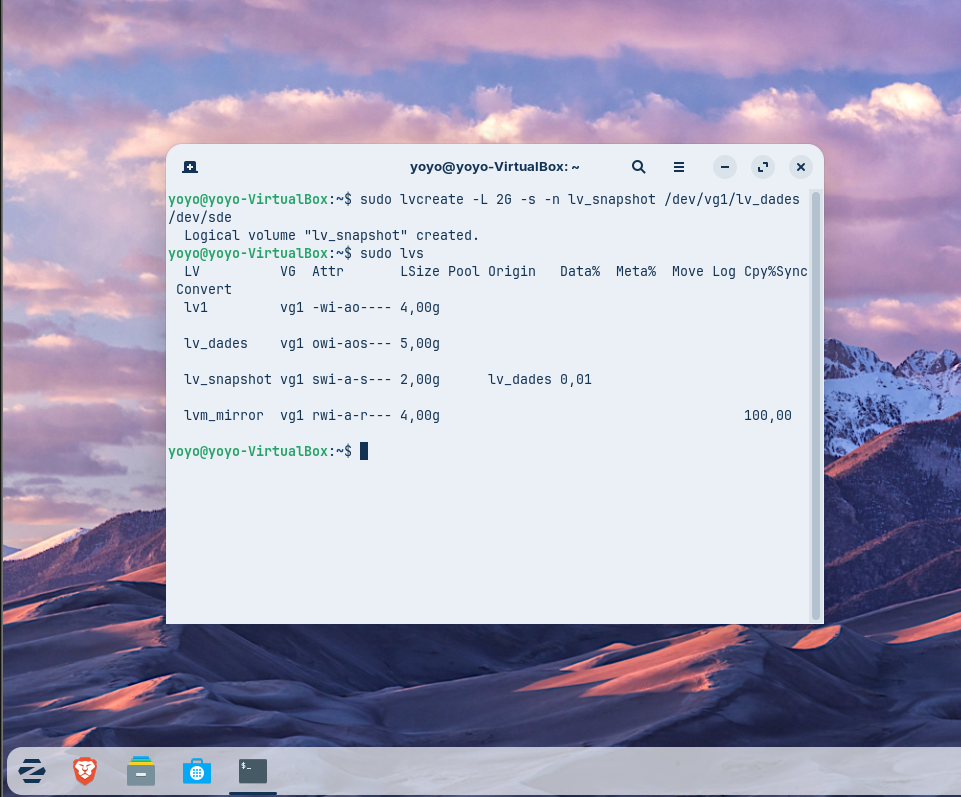 yoyo@yoyo-VirtualBox: ~
yoyo@yoyo-VirtualBox:~$ sudo lvcreate -L 2G -s -n lv_snapshot /dev/vg1/lv_dades
/dev/sde
  Logical volume "lv_snapshot" created.
yoyo@yoyo-VirtualBox:~$ sudo lvs
  LV          VG  Attr       LSize Pool Origin   Data%  Meta%  Move Log Cpy%Sync
 Convert
  lv1         vg1 -wi-ao---- 4,00g
  lv_dades    vg1 owi-aos--- 5,00g
  lv_snapshot vg1 swi-a-s--- 2,00g      lv_dades 0,01
  lvm_mirror  vg1 rwi-a-r--- 4,00g                                      100,00
yoyo@yoyo-VirtualBox:~$